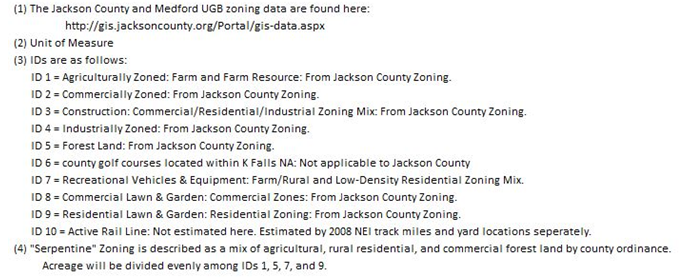 (1) The Jackson County and Medford UGB zoning data are found here:
http://gis.jacksoncounty.org/Portal/gis-data.aspx
(2) Unit of Measure
(3) IDs are as follows:
ID 1 = Agriculturally Zoned: Farm and Farm Resource: From Jackson County Zoning.
ID 2 = Commercially Zoned: From Jackson County Zoning.
ID 3 = Construction: Commercial/Residential/Industrial Zoning Mix: From Jackson County Zoning.
ID 4 = Industrially Zoned: From Jackson County Zoning.
ID 5 = Forest Land: From Jackson County Zoning.
ID 6 = county golf courses located within K Falls NA: Not applicable to Jackson County
ID 7 = Recreational Vehicles & Equipment: Farm/Rural and Low-Density Residential Zoning Mix.
ID 8 = Commercial Lawn & Garden: Commercial Zones: From Jackson County Zoning.
ID 9 = Residential Lawn & Garden: Residential Zoning: From Jackson County Zoning.
ID 10 = Active Rail Line: Not estimated here. Estimated by 2008 NEI track miles and yard locations seperately.
(4) "Serpentine" Zoning is described as a mix of agricultural, rural residential, and commercial forest land by county ordinance.
Acreage will be divided evenly among IDs 1, 5, 7, and 9.